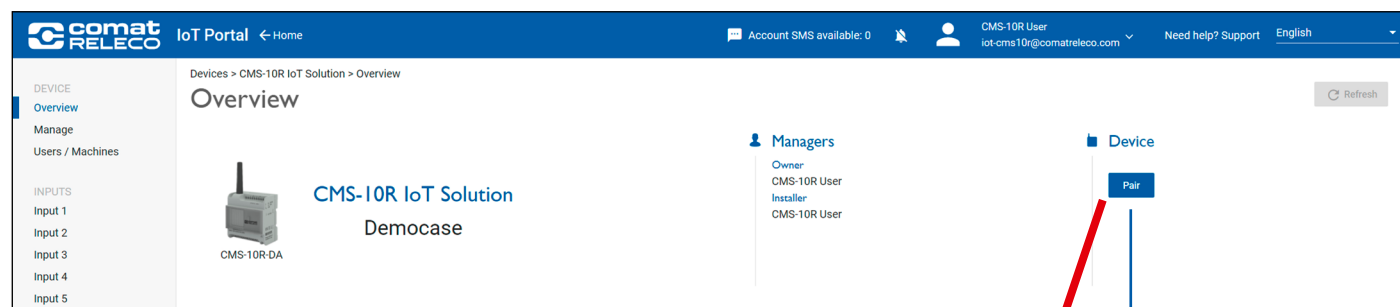 comat
RELECO
IoT Portal ← Home
Account SMS available: 0
CMS-10R User
iot-cms10r@comatreleco.com
Need help? Support
English
DEVICE
Overview
Manage
Users / Machines
INPUTS
Input 1
Input 2
Input 3
Input 4
Input 5
Devices > CMS-10R IoT Solution > Overview
Overview
Refresh
CMS-10R-DA
CMS-10R IoT Solution
Democase
Managers
Owner
CMS-10R User
Installer
CMS-10R User
Device
Pair